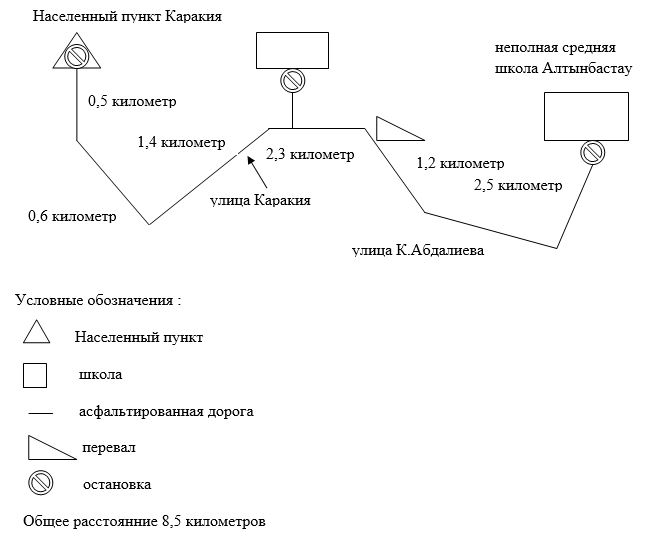 Населенный пункт Каракия
неполная средняя
школа Алтынбастау
0,5 километр
1,4 километр
2,3 километр
1,2 километр
2,5 километр
улица Каракия
0,6 километр
улица К.Абдалиева
Условные обозначения :
Населенный пункт
школа
асфальтированная дорога
перевал
остановка
Общее расстояние 8,5 километров